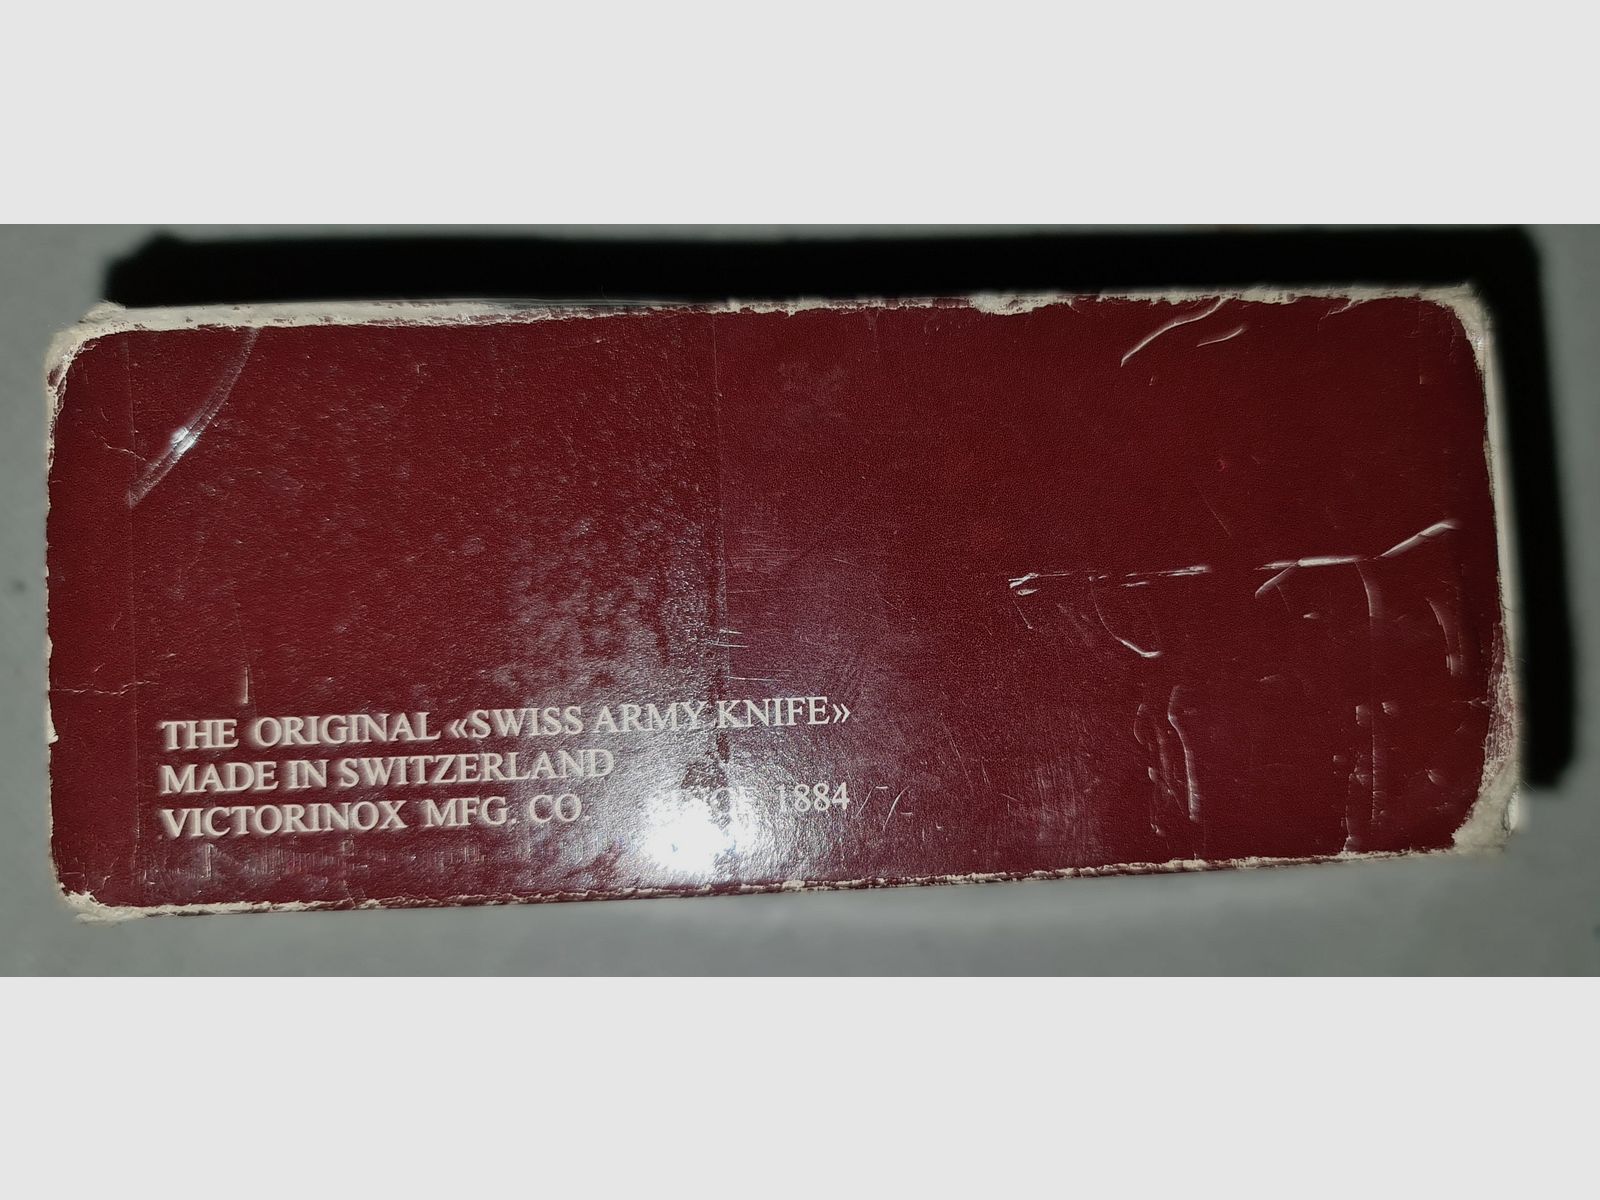 THE ORIGINAL «SWISS ARMY KNIFE»
MADE IN SWITZERLAND
VICTORINOX MFG. CO. 1884